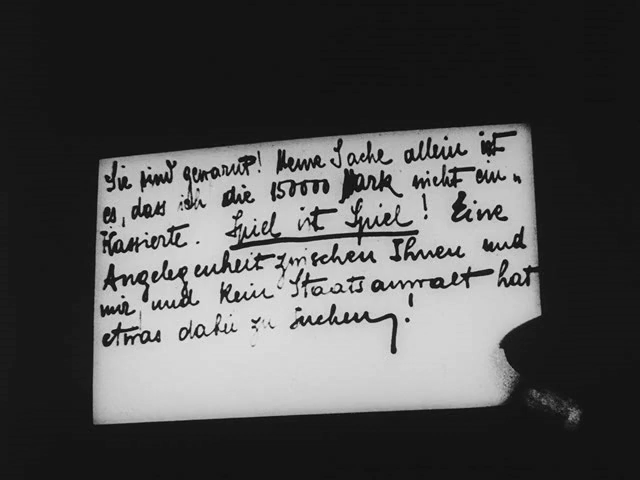 Sie sind gewarnt! Meine Sache allein ist
es, dass ich die 150000 Mark nicht ein-
kassierte. Spiel ist Spiel! Eine
Angelegenheit zwischen Ihnen und
mir und kein Staatsanwalt hat
etwas dabei zu suchen!